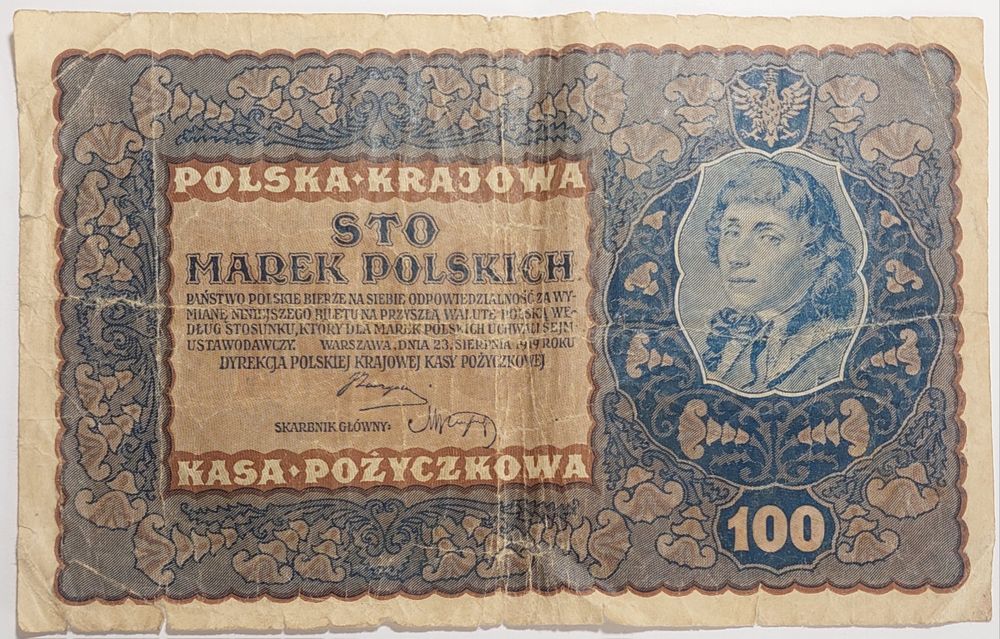 POLSKA·KRAJOWA
STO
MAREK POLSKICH
PAŃSTWO POLSKIE BIERZE NA SIEBIE ODPOWIEDZIALNOŚĆ ZA WY-
MIANĘ NINIEJSZEGO BILETU NA PRZYSZŁĄ WALUTĘ POLSKĄ WE-
DŁUG STOSUNKU, KTÓRY DLA MAREK POLSKICH UCHWALI SEJM
USTAWODAWCZY. WARSZAWA, DNIA 23. SIERPNIA 1919 ROKU
DYREKCJA POLSKIEJ KRAJOWEJ KASY POŻYCZKOWEJ
SKARBNIK GŁÓWNY:
KASA·POŻYCZKOWA
100